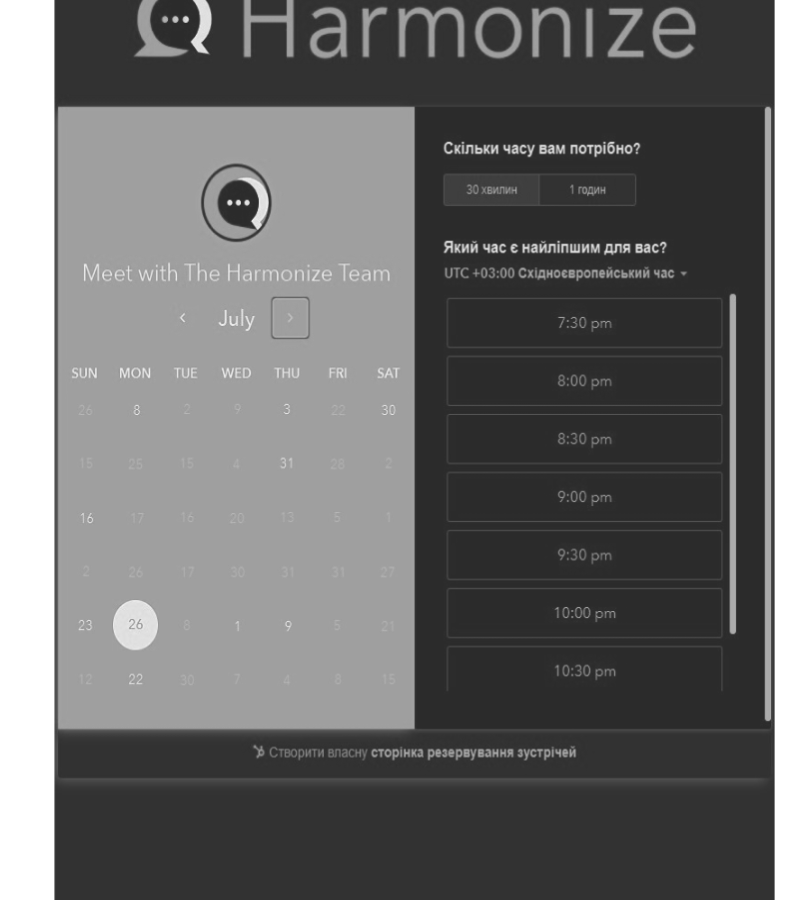 Harmonize
Meet with The Harmonize Team
July
SUN MON TUE WED THU FRI SAT
26 8 2 9 3 22 30
15 25 15 4 31 28 2
16 17 16 20 13 5 1
2 26 17 30 31 31 27
23 26 8 1 9 5 21
12 22 30 7 4 8 15
Скільки часу вам потрібно?
30 хвилин 1 годин
Який час є найліпшим для вас?
UTC +03:00 Східноєвропейський час
7:30 pm
8:00 pm
8:30 pm
9:00 pm
9:30 pm
10:00 pm
10:30 pm
Створити власну сторінка резервування зустрічей